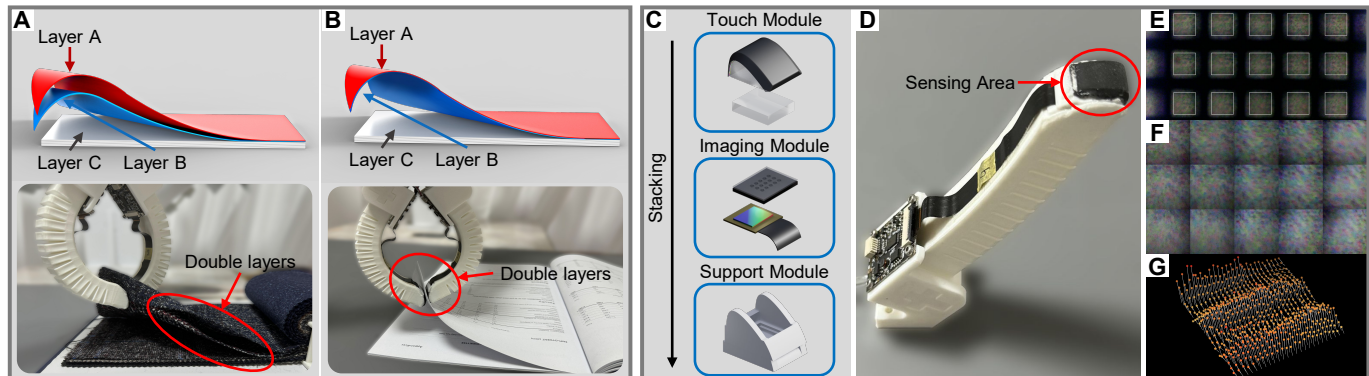 A
Layer A
Layer C
Layer B
Double layers
B
Layer A
Layer C
Layer B
Double layers
C
Touch Module
Imaging Module
Support Module
Stacking
D
Sensing Area
E
F
G